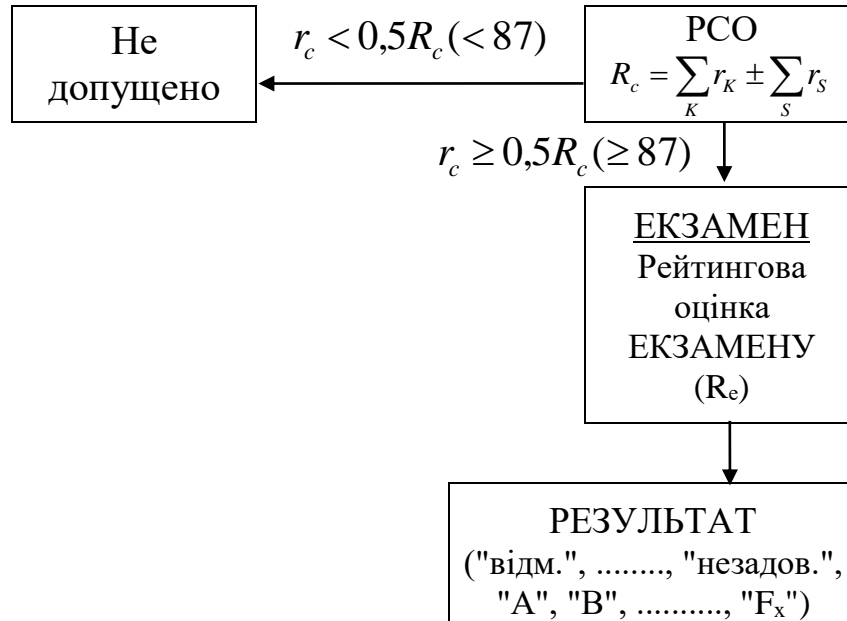 Не
допущено
r_c < 0,5R_c (< 87)
РСО
R_c = ∑_K r_K ± ∑_S r_S
r_c ≥ 0,5R_c (≥ 87)
ЕКЗАМЕН
Рейтингова
оцінка
ЕКЗАМЕНУ
(R_e)
РЕЗУЛЬТАТ
("відм.", ........, "незадов.",
"A", "B", .........., "F_x")